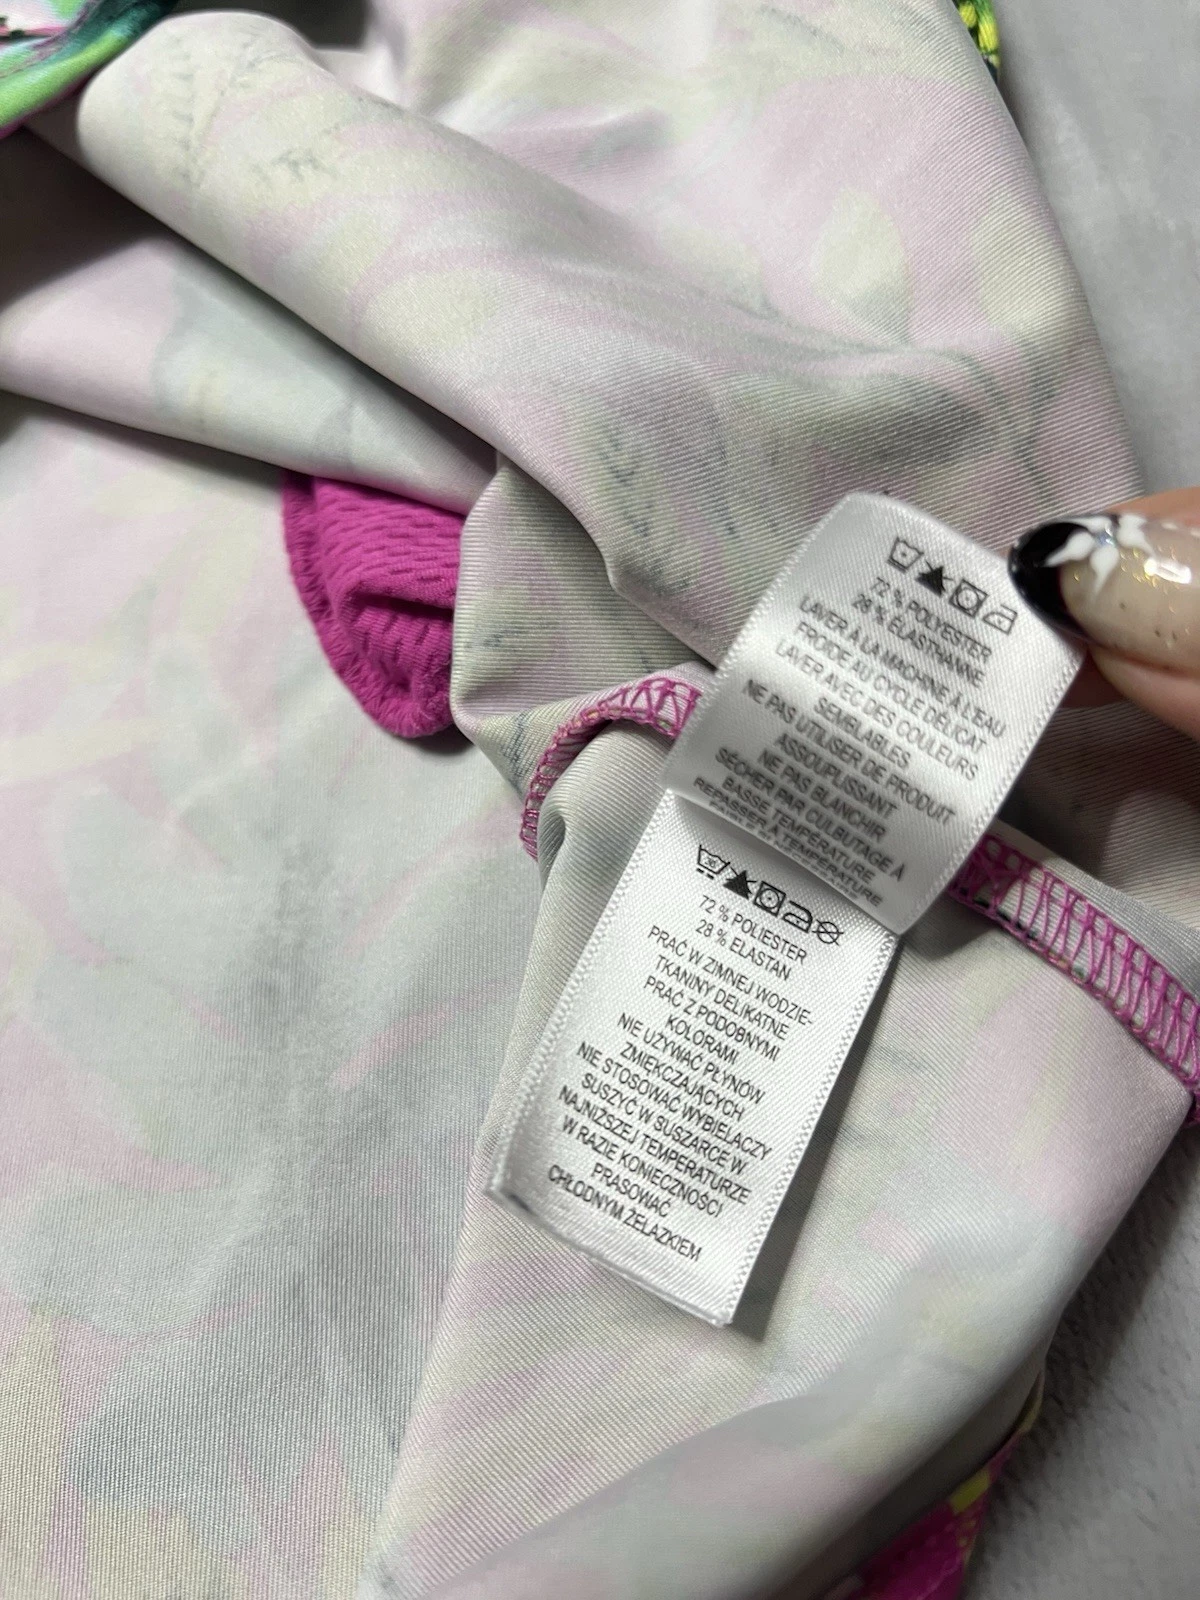 72 % POLYESTER
28 % ÉLASTHANNE
LAVER À LA MACHINE À L'EAU
FROIDE AU CYCLE DÉLICAT
LAVER AVEC DES COULEURS
SEMBLABLES
NE PAS UTILISER DE PRODUIT
ASSOUPLISSANT
NE PAS BLANCHIR
SÉCHER PAR CULBUTAGE À
BASSE TEMPÉRATURE
REPASSER À TEMPÉRATURE
72 % POLIESTER
28 % ELASTAN
PRAĆ W ZIMNEJ WODZIE-
TKANINY DELIKATNE
PRAĆ Z PODOBNYMI
KOLORAMI
NIE UŻYWAĆ PŁYNÓW
ZMIĘKCZAJĄCYCH
NIE STOSOWAĆ WYBIELACZY
SUSZYĆ W SUSZARCE W
NAJNIŻSZEJ TEMPERATURZE
W RAZIE KONIECZNOŚCI
PRASOWAĆ
CHŁODNYM ŻELAZKIEM